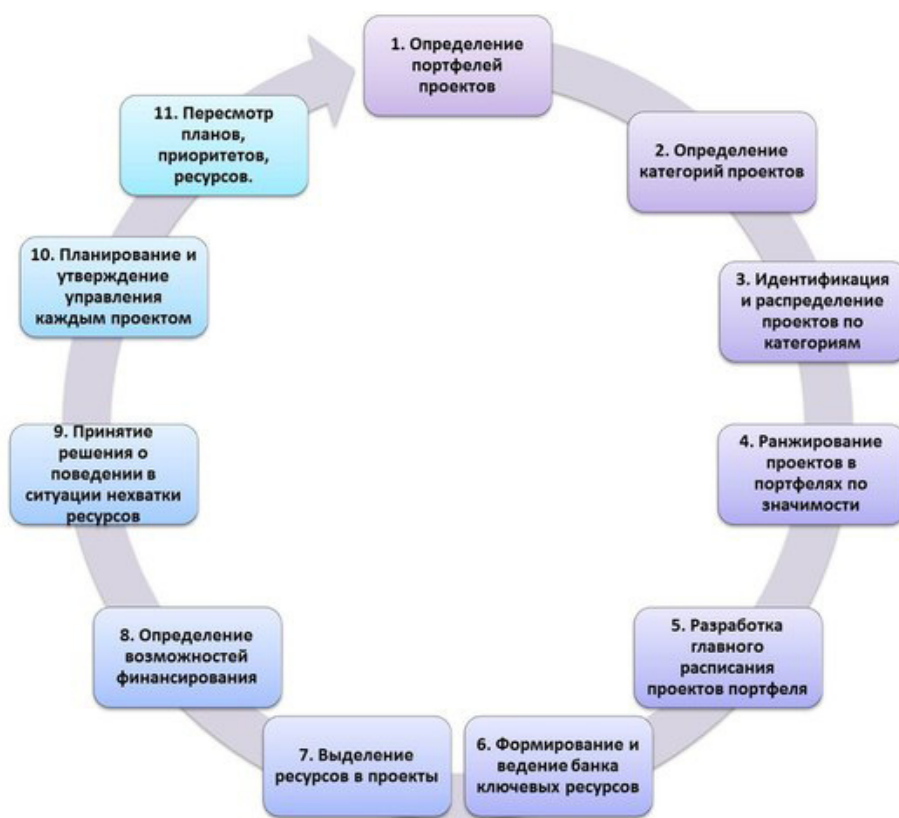 1. Определение
портфелей
проектов
2. Определение
категорий проектов
3. Идентификация
и распределение
проектов по
категориям
4. Ранжирование
проектов в
портфелях по
значимости
5. Разработка
главного
расписания
проектов портфеля
6. Формирование и
ведение банка
ключевых ресурсов
7. Выделение
ресурсов в проекты
8. Определение
возможностей
финансирования
9. Принятие
решения о
поведении в
ситуации нехватки
ресурсов
10. Планирование и
утверждение
управления
каждым проектом
11. Пересмотр
планов,
приоритетов,
ресурсов.